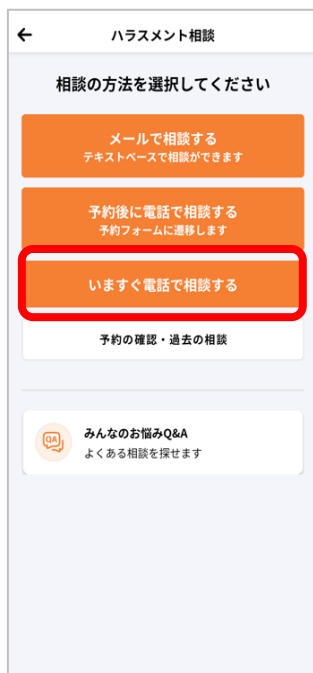 ハラスメント相談
相談の方法を選択してください
メールで相談する
テキストベースで相談ができます
予約後に電話で相談する
予約フォームに遷移します
いますぐ電話で相談する
予約の確認・過去の相談
QA
みんなのお悩みQ&A
よくある相談を探せます